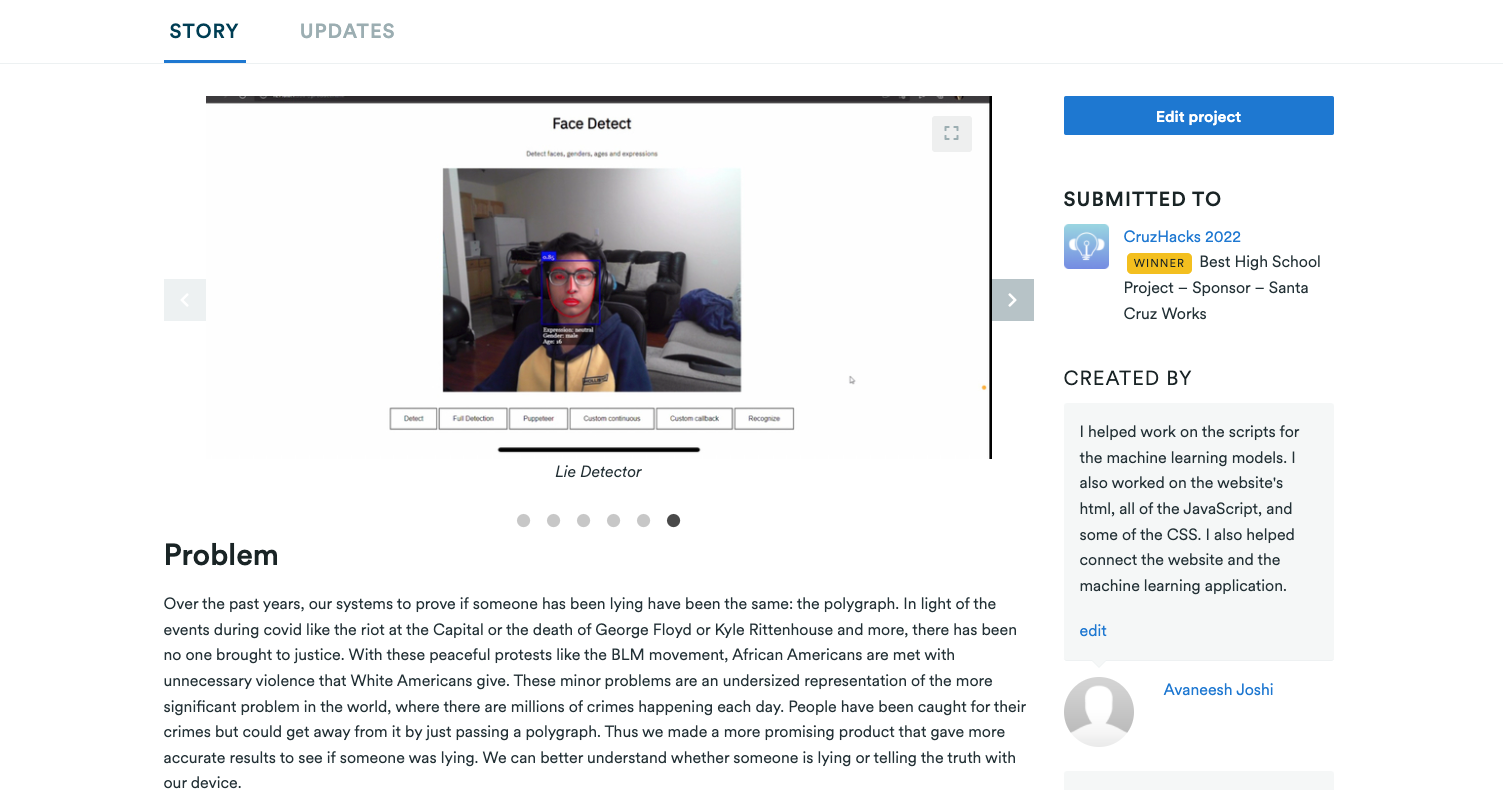 STORY
UPDATES
Face Detect
Detect faces, genders, ages and expressions
0.85
Expression: neutral
Gender: male
Age: 16
Detect
Full Detection
Puppeteer
Custom continuous
Custom callback
Recognize
Lie Detector
Problem
Over the past years, our systems to prove if someone has been lying have been the same: the polygraph. In light of the
events during covid like the riot at the Capital or the death of George Floyd or Kyle Rittenhouse and more, there has been
no one brought to justice. With these peaceful protests like the BLM movement, African Americans are met with
unnecessary violence that White Americans give. These minor problems are an undersized representation of the more
significant problem in the world, where there are millions of crimes happening each day. People have been caught for their
crimes but could get away from it by just passing a polygraph. Thus we made a more promising product that gave more
accurate results to see if someone was lying. We can better understand whether someone is lying or telling the truth with
our device.
Edit project
SUBMITTED TO
CruzHacks 2022
WINNER Best High School
Project – Sponsor – Santa
Cruz Works
CREATED BY
I helped work on the scripts for
the machine learning models. I
also worked on the website's
html, all of the JavaScript, and
some of the CSS. I also helped
connect the website and the
machine learning application.
edit
Avaneesh Joshi